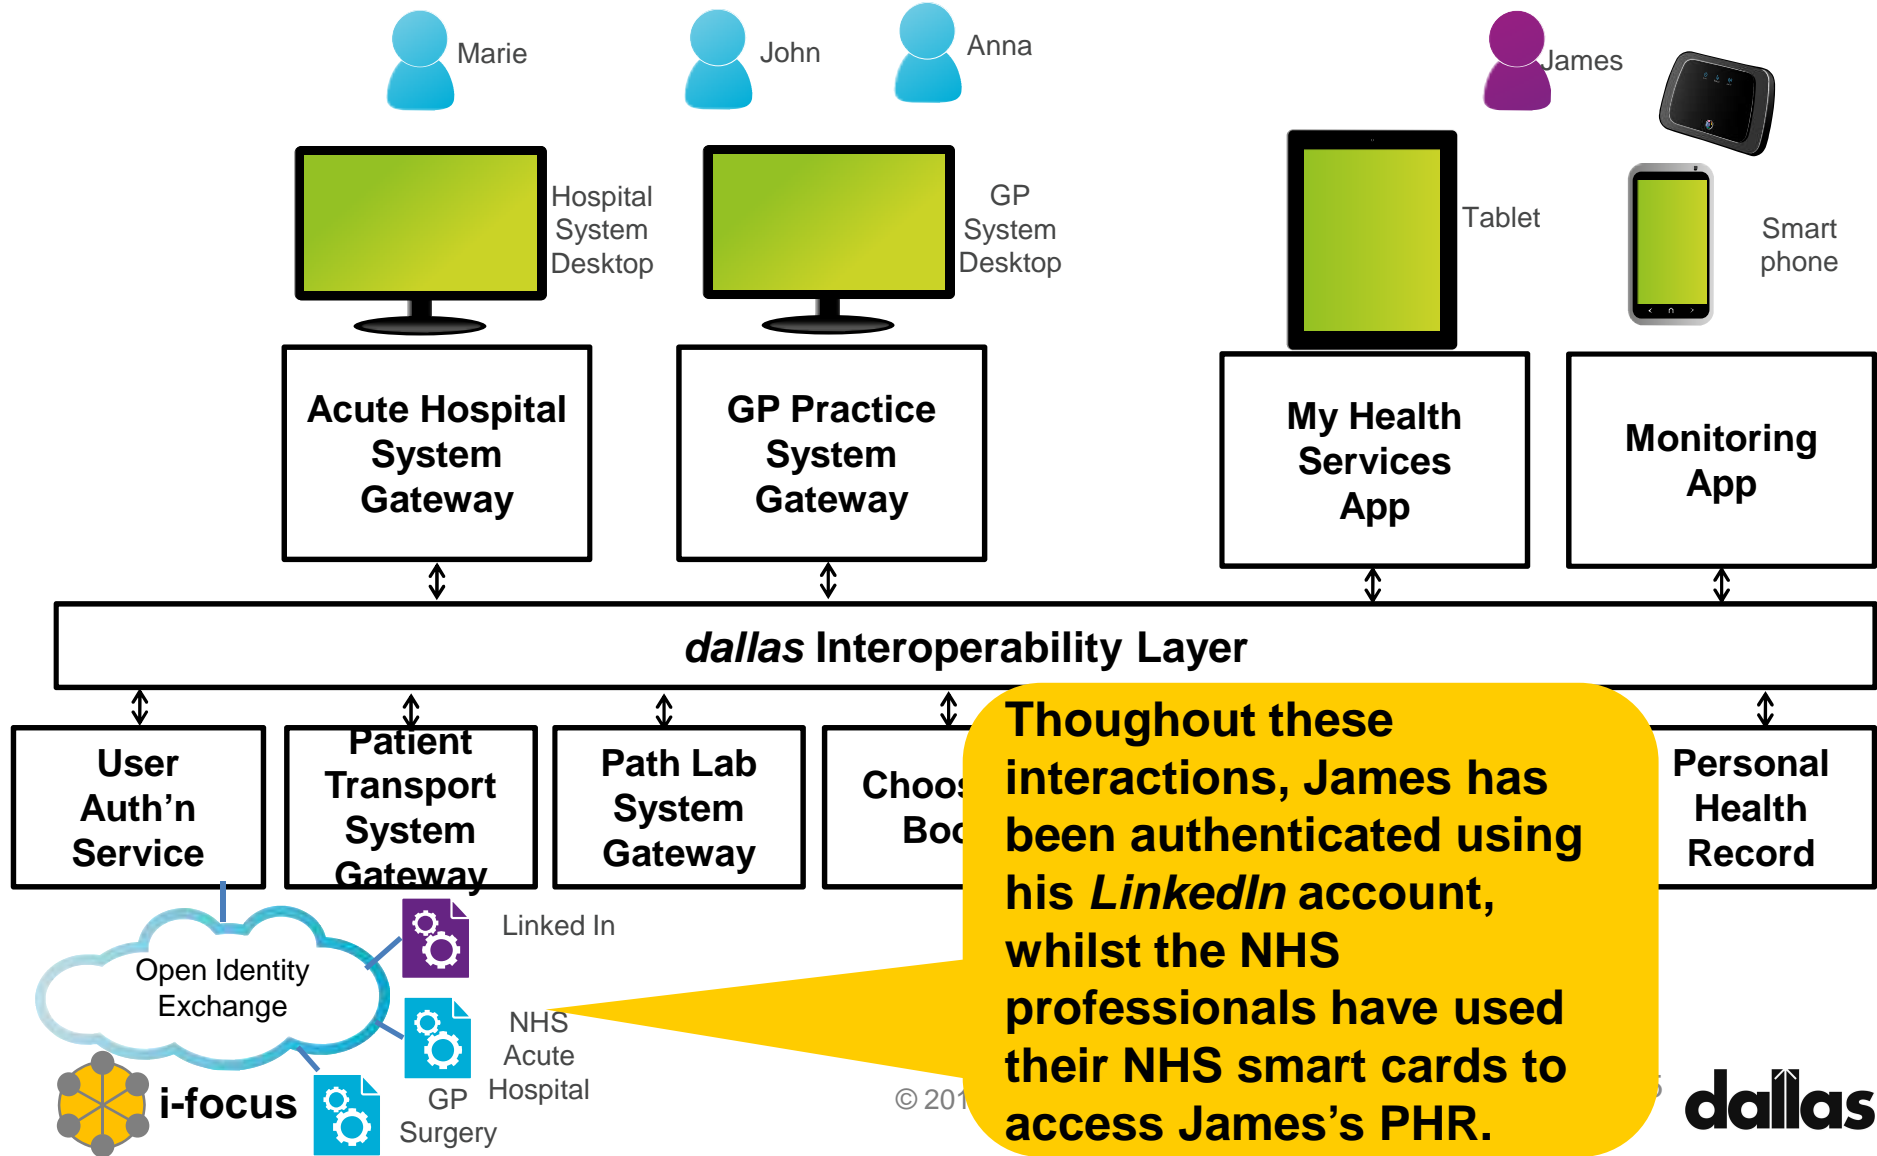 Marie
John
Anna
James
Hospital
System
Desktop
GP
System
Desktop
Tablet
Smart
phone
Acute Hospital
System
Gateway
GP Practice
System
Gateway
My Health
Services
App
Monitoring
App
dallas Interoperability Layer
User
Auth’n
Service
Patient
Transport
System
Gateway
Path Lab
System
Gateway
Choos
Boo
Thoughout these
interactions, James has
been authenticated using
his LinkedIn account,
whilst the NHS
professionals have used
their NHS smart cards to
access James’s PHR.
Personal
Health
Record
Linked In
Open Identity
Exchange
NHS
Acute
Hospital
GP
Surgery
i-focus
© 201
dallas